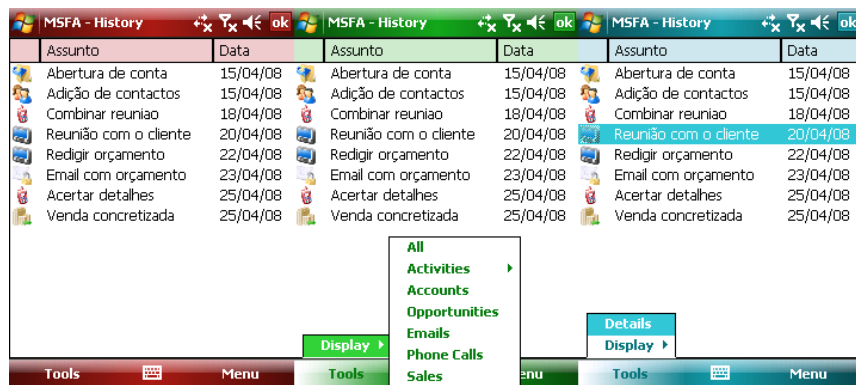 MSFA - History ok
Assunto Data
Abertura de conta 15/04/08
Adição de contactos 15/04/08
Combinar reuniao 18/04/08
Reunião com o cliente 20/04/08
Redigir orçamento 22/04/08
Email com orçamento 23/04/08
Acertar detalhes 25/04/08
Venda concretizada 25/04/08
Tools Menu
MSFA - History ok
Assunto Data
Abertura de conta 15/04/08
Adição de contactos 15/04/08
Combinar reuniao 18/04/08
Reunião com o cliente 20/04/08
Redigir orçamento 22/04/08
Email com orçamento 23/04/08
Acertar detalhes 25/04/08
Venda concretizada 25/04/08
All
Activities
Accounts
Opportunities
Emails
Phone Calls
Sales
Display
Tools enu
MSFA - History ok
Assunto Data
Abertura de conta 15/04/08
Adição de contactos 15/04/08
Combinar reuniao 18/04/08
Reunião com o cliente 20/04/08
Redigir orçamento 22/04/08
Email com orçamento 23/04/08
Acertar detalhes 25/04/08
Venda concretizada 25/04/08
Details
Display
Tools Menu